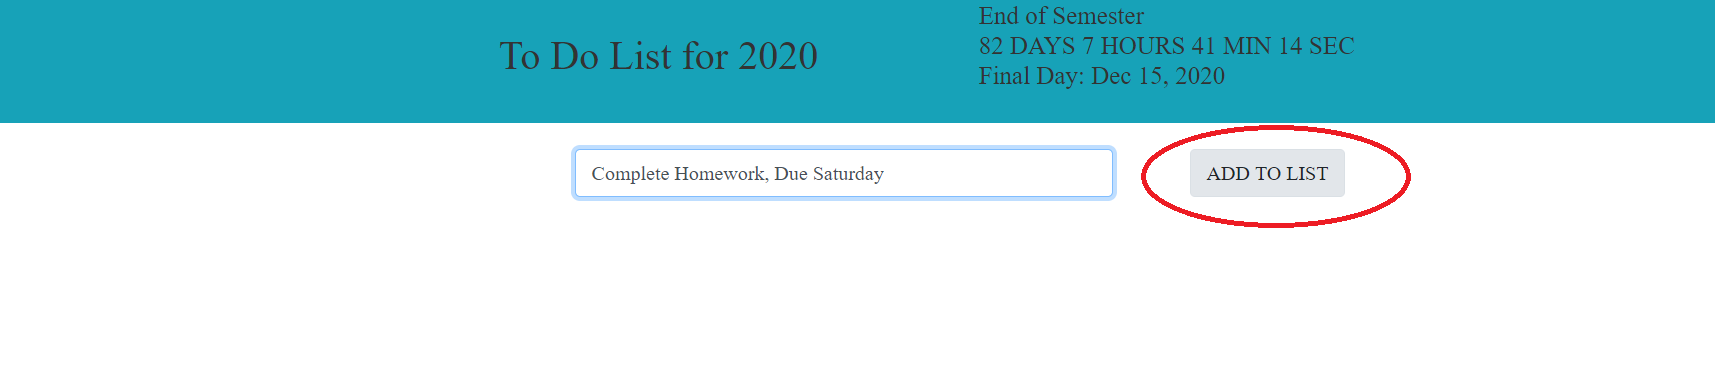 To Do List for 2020
End of Semester
82 DAYS 7 HOURS 41 MIN 14 SEC
Final Day: Dec 15, 2020
Complete Homework, Due Saturday
ADD TO LIST